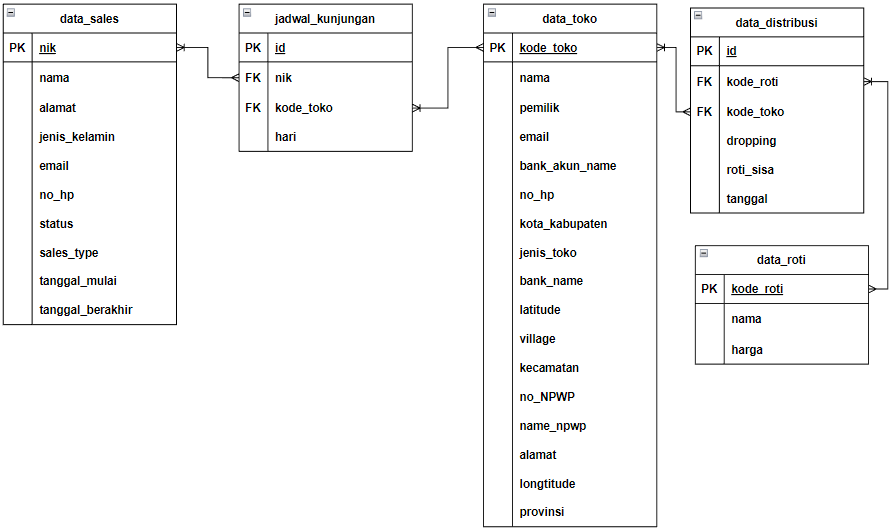 data_sales
PK nik
nama
alamat
jenis_kelamin
email
no_hp
status
sales_type
tanggal_mulai
tanggal_berakhir
jadwal_kunjungan
PK id
FK nik
FK kode_toko
hari
data_toko
PK kode_toko
nama
pemilik
email
bank_akun_name
no_hp
kota_kabupaten
jenis_toko
bank_name
latitude
village
kecamatan
no_NPWP
name_npwp
alamat
longtitude
provinsi
data_distribusi
PK id
FK kode_roti
FK kode_toko
dropping
roti_sisa
tanggal
data_roti
PK kode_roti
nama
harga